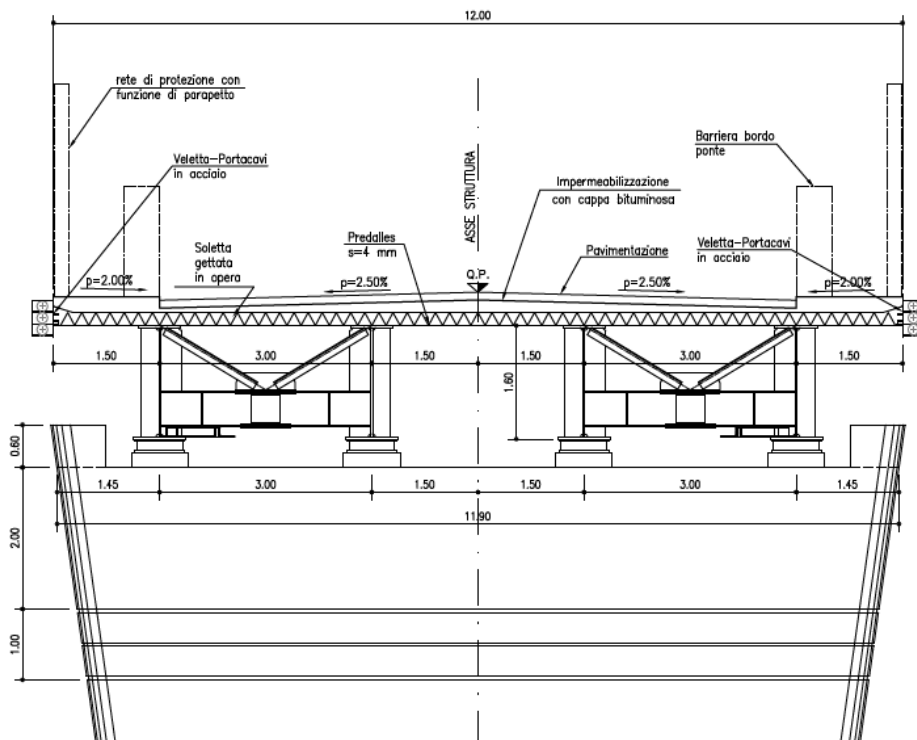 12.00
rete di protezione con
funzione di parapetto
Veletta-Portacavi
in acciaio
ASSE STRUTTURA
Barriera bordo
ponte
Impermeabilizzazione
con cappa bituminosa
Soletta
gettata
in opera
Predalles
s=4 mm
Pavimentazione
Veletta-Portacavi
in acciaio
p=2.00%
p=2.50%
Q.P.
p=2.50%
p=2.00%
1.50
3.00
1.50
1.50
3.00
1.50
1.60
0.60
1.45
3.00
1.50
1.50
3.00
1.45
11.90
2.00
1.00